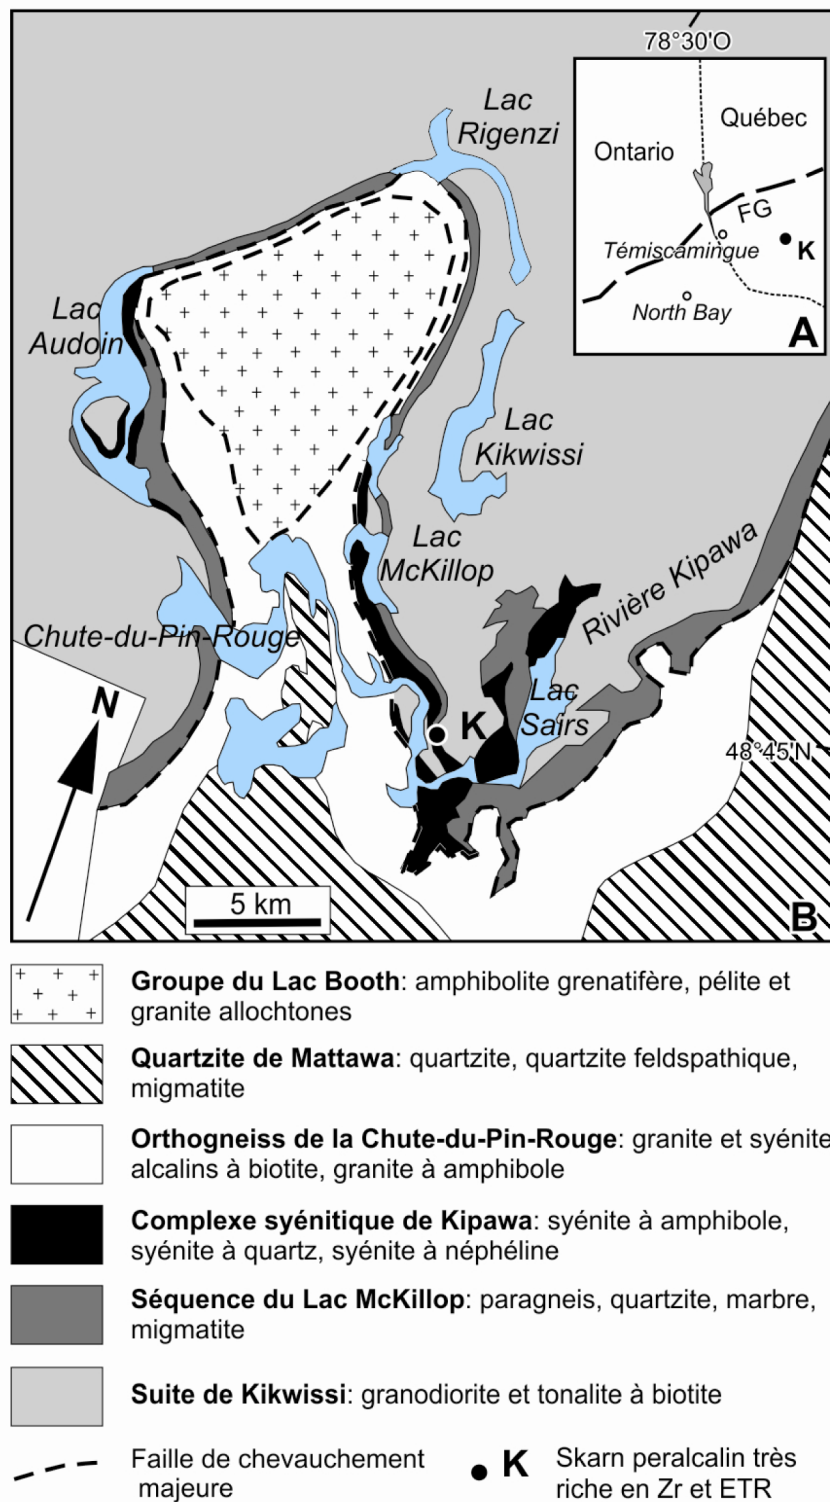 78°30'O
Lac
Rigenzi
Québec
Ontario
FG
Témiscamingue
K
North Bay
A
Lac
Audoin
Lac
Kikwissi
Lac
McKillop
Rivière Kipawa
Chute-du-Pin-Rouge
N
Lac
Sairs
K
48°45'N
5 km
B
Groupe du Lac Booth: amphibolite grenatifère, pélite et
granite allochtones
Quartzite de Mattawa: quartzite, quartzite feldspathique,
migmatite
Orthogneiss de la Chute-du-Pin-Rouge: granite et syénite
alcalins à biotite, granite à amphibole
Complexe syénitique de Kipawa: syénite à amphibole,
syénite à quartz, syénite à néphéline
Séquence du Lac McKillop: paragneis, quartzite, marbre,
migmatite
Suite de Kikwissi: granodiorite et tonalite à biotite
Faille de chevauchement
majeure
K
Skarn peralcalin très
riche en Zr et ETR